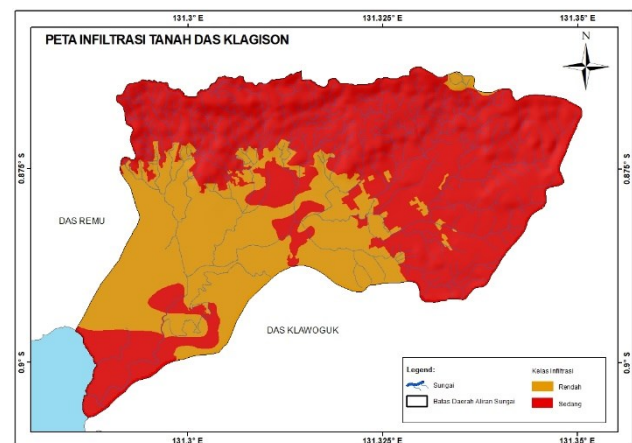 131.3° E 131.325° E 131.35° E
PETA INFILTRASI TANAH DAS KLAGISON
N
0.875° S 0.875° S
DAS REMU
DAS KLAWOGUK
0.9° S 0.9° S
Legend:
Sungai
Batas Daerah Aliran Sungai
Kelas Infiltrasi
Rendah
Sedang
131.3° E 131.325° E 131.35° E